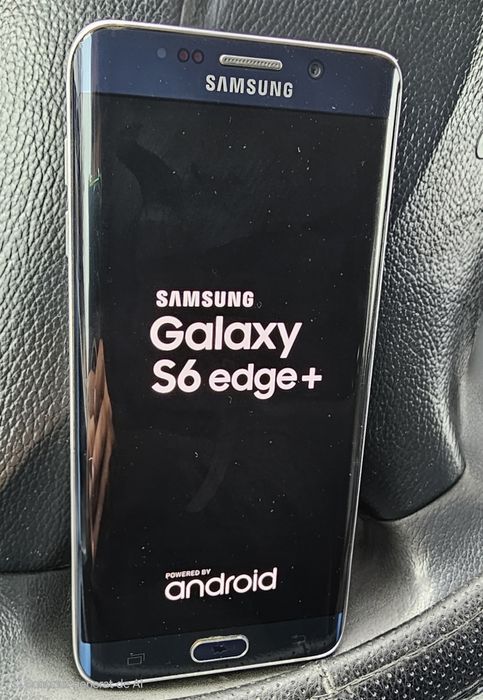 SAMSUNG
SAMSUNG
Galaxy
S6 edge+
POWERED BY
android